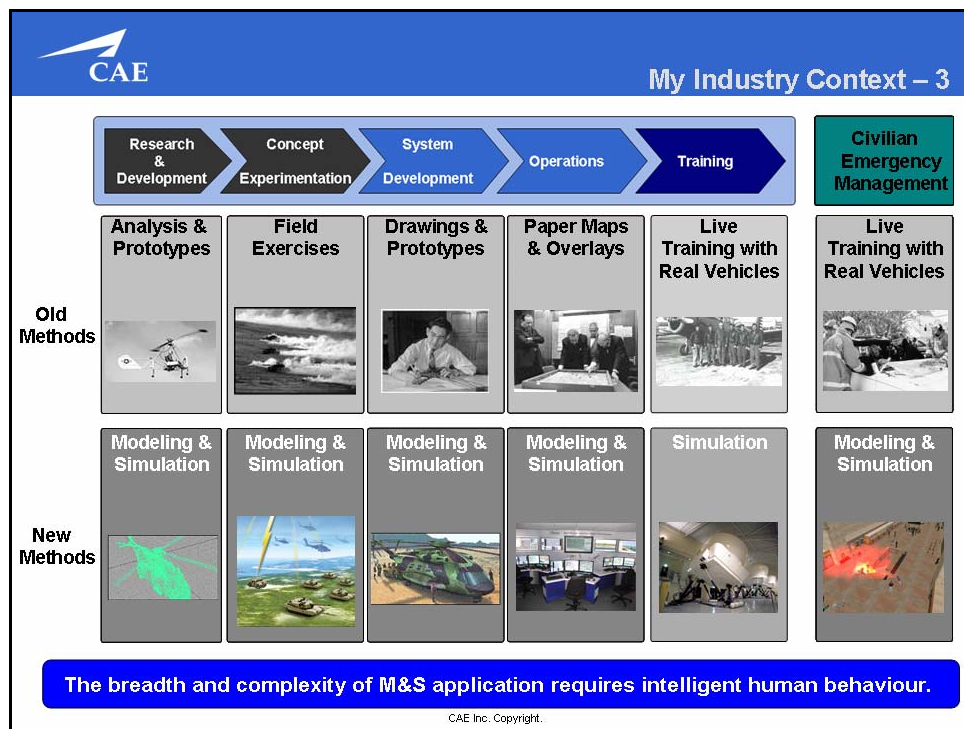 CAE
My Industry Context – 3
Research
&
Development
Concept
Experimentation
System
Development
Operations
Training
Civilian
Emergency
Management
Old
Methods
Analysis &
Prototypes
Field
Exercises
Drawings &
Prototypes
Paper Maps
& Overlays
Live
Training with
Real Vehicles
Live
Training with
Real Vehicles
New
Methods
Modeling &
Simulation
Modeling &
Simulation
Modeling &
Simulation
Modeling &
Simulation
Simulation
Modeling &
Simulation
The breadth and complexity of M&S application requires intelligent human behaviour.
CAE Inc. Copyright.